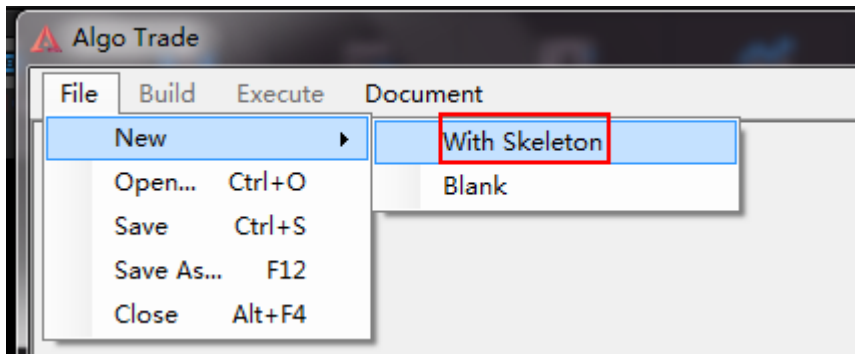 Algo Trade
File Build Execute Document
New With Skeleton
Open... Ctrl+O Blank
Save Ctrl+S
Save As... F12
Close Alt+F4